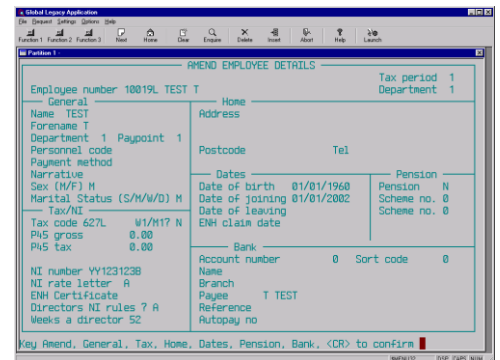 Global Legacy Application
File Request Settings Options Help
Function 1 Function 2 Function 3 Next Home Clear Enquire Delete Insert Abort Help Launch
Partition 1 -
AMEND EMPLOYEE DETAILS
Tax period 1
Employee number 10019L TEST T Department 1
General
Name TEST
Forename T
Department 1 Paypoint 1
Personnel code
Payment method
Narrative
Sex (M/F) M
Marital Status (S/M/W/D) M
Home
Address
Postcode Tel
Dates
Date of birth 01/01/1960
Date of joining 01/01/2002
Date of leaving
ENH claim date
Pension
Pension N
Scheme no. 0
Scheme no. 0
Tax/NI
Tax code 627L W1/M1? N
P45 gross 0.00
P45 tax 0.00
NI number YY123123B
NI rate letter A
ENH Certificate
Directors NI rules ? A
Weeks a director 52
Bank
Account number 0 Sort code 0
Name
Branch
Payee T TEST
Reference
Autopay no
Key Amend, General, Tax, Home, Dates, Pension, Bank, <CR> to confirm
DSP CAPS NUM